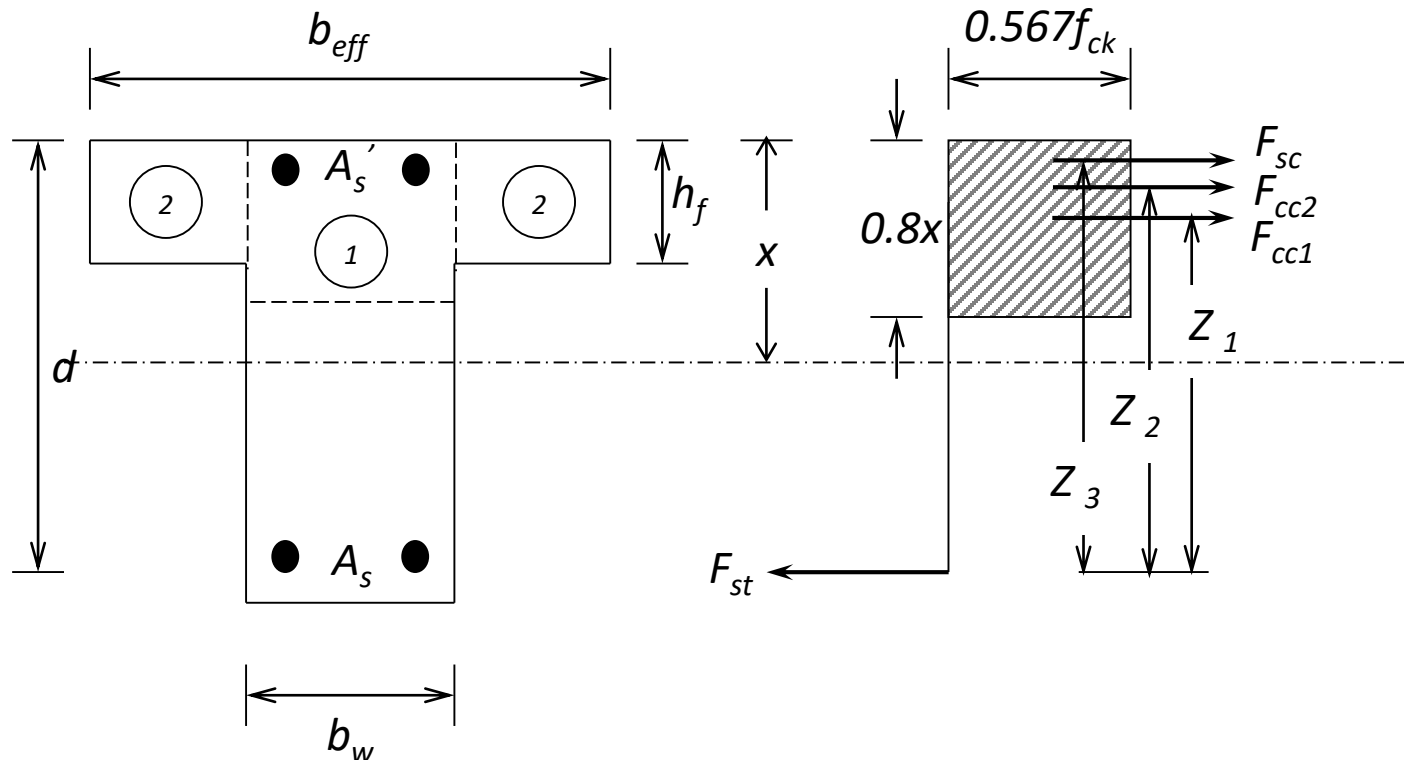 b_eff
0.567f_ck
A_s'
F_sc
2
2
h_f
F_cc2
1
x
0.8x
F_cc1
Z_1
d
Z_2
Z_3
A_s
F_st
b_w